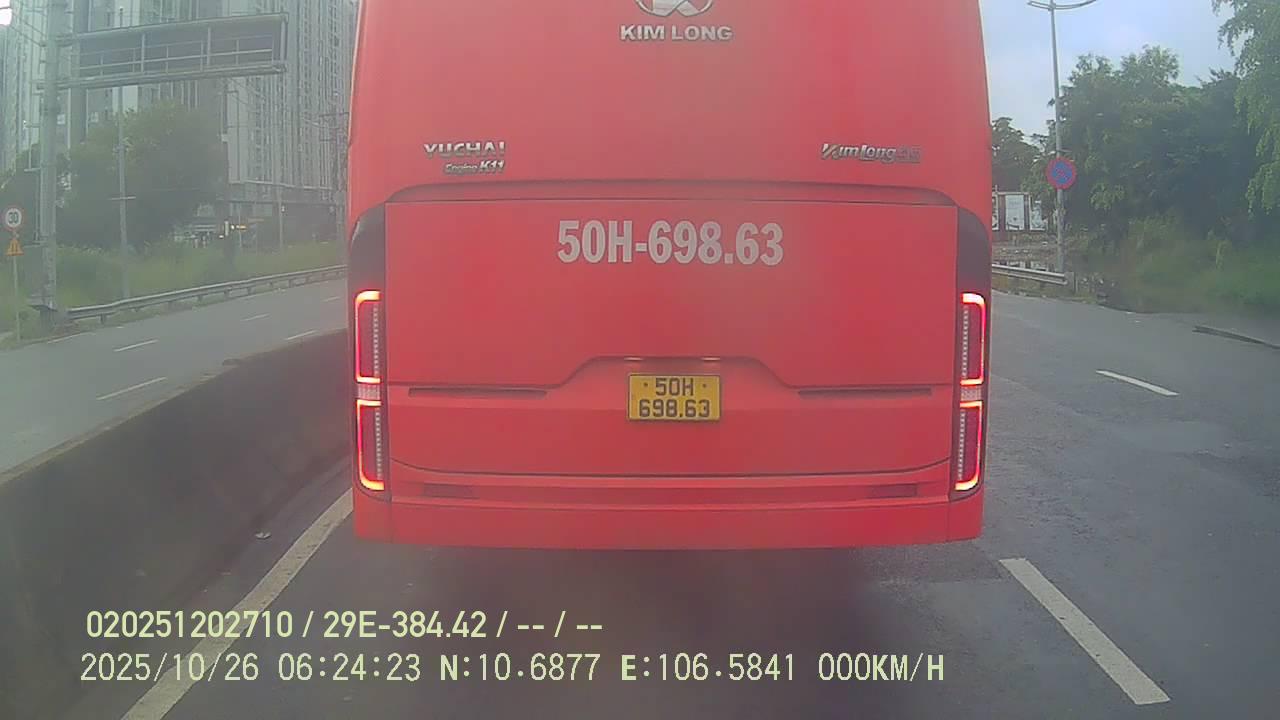 KIM LONG
YUCHAI
Engine K11
KimLong 99
50H-698.63
30
50H
698.63
020251202710 / 29E-384.42 / -- / --
2025/10/26 06:24:23 N:10.6877 E:106.5841 000KM/H